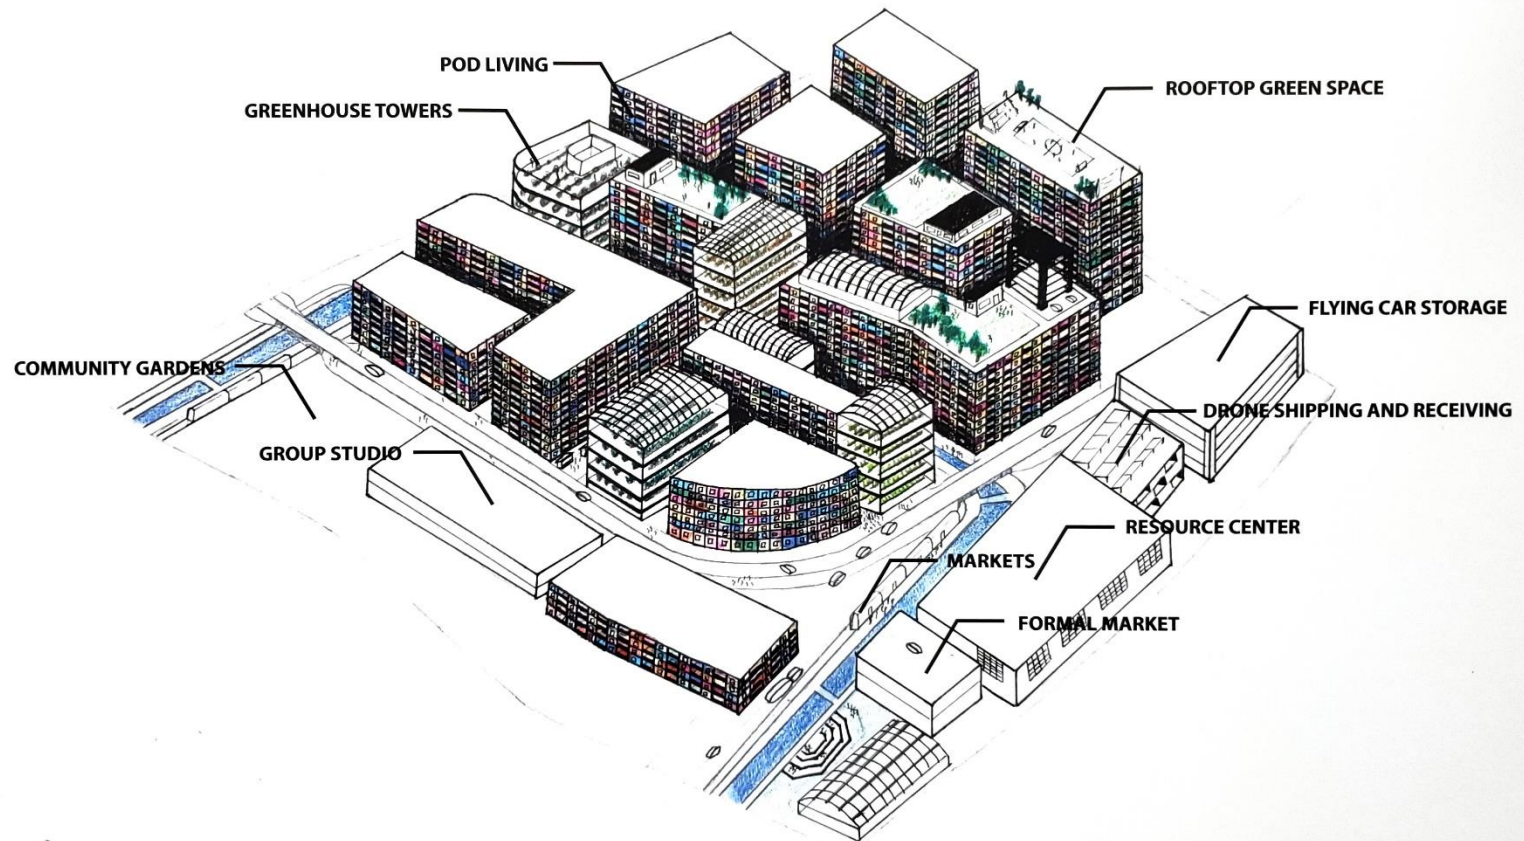 POD LIVING
ROOFTOP GREEN SPACE
GREENHOUSE TOWERS
FLYING CAR STORAGE
COMMUNITY GARDENS
DRONE SHIPPING AND RECEIVING
GROUP STUDIO
RESOURCE CENTER
MARKETS
FORMAL MARKET